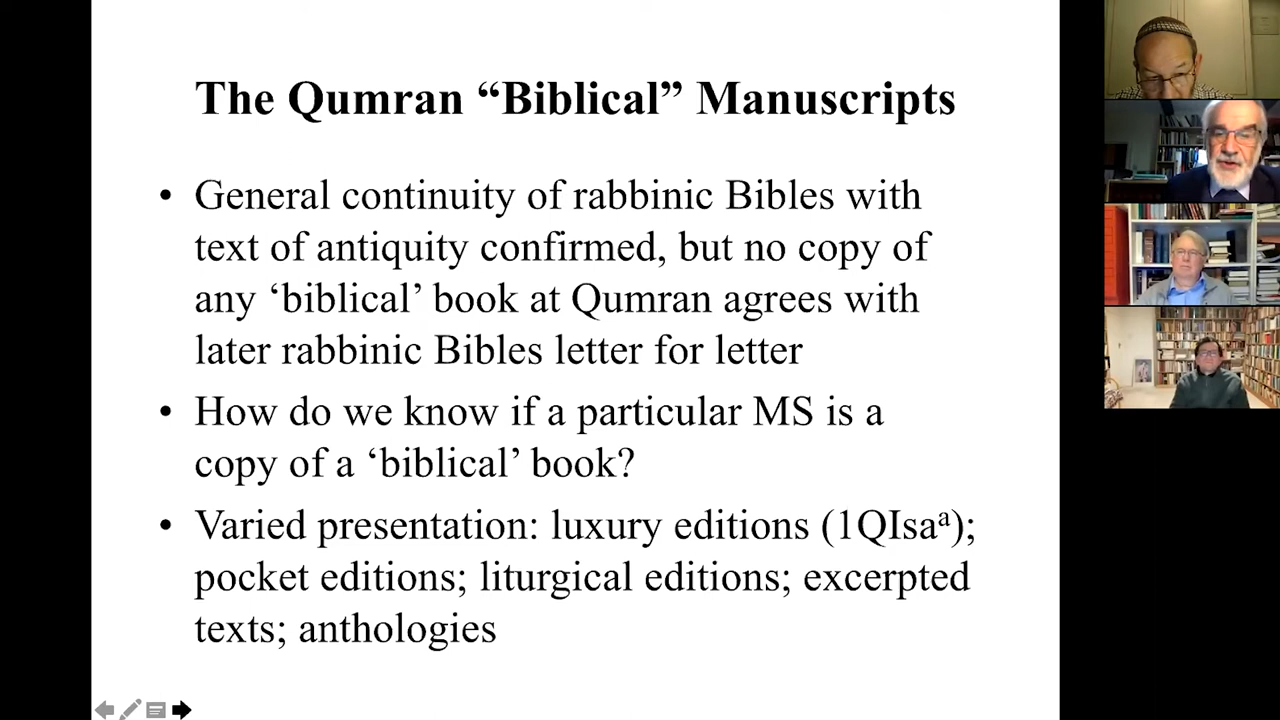 The Qumran “Biblical” Manuscripts
• General continuity of rabbinic Bibles with
text of antiquity confirmed, but no copy of
any ‘biblical’ book at Qumran agrees with
later rabbinic Bibles letter for letter
• How do we know if a particular MS is a
copy of a ‘biblical’ book?
• Varied presentation: luxury editions (1QIsaᵃ);
pocket editions; liturgical editions; excerpted
texts; anthologies